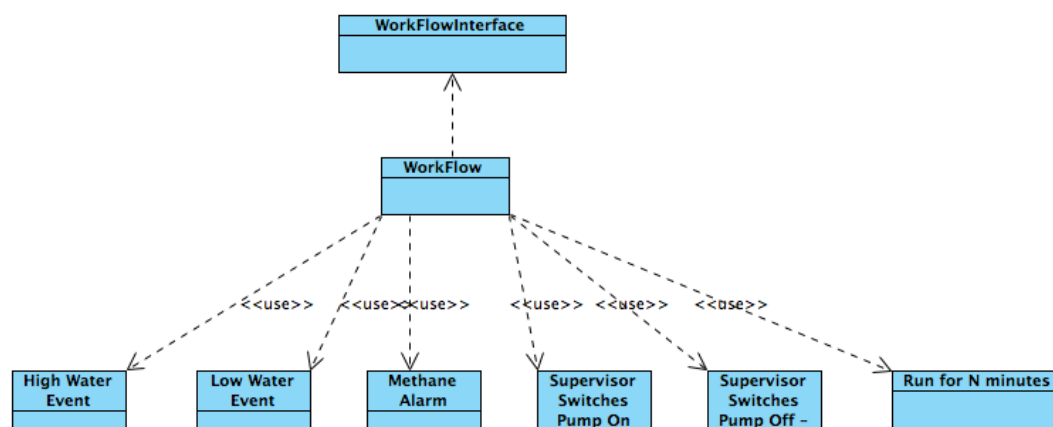 WorkFlowInterface
WorkFlow
<<use>> <<use>> <<use>> <<use>> <<use>> <<use>>
High Water
Event
Low Water
Event
Methane
Alarm
Supervisor
Switches
Pump On
Supervisor
Switches
Pump Off –
Run for N minutes